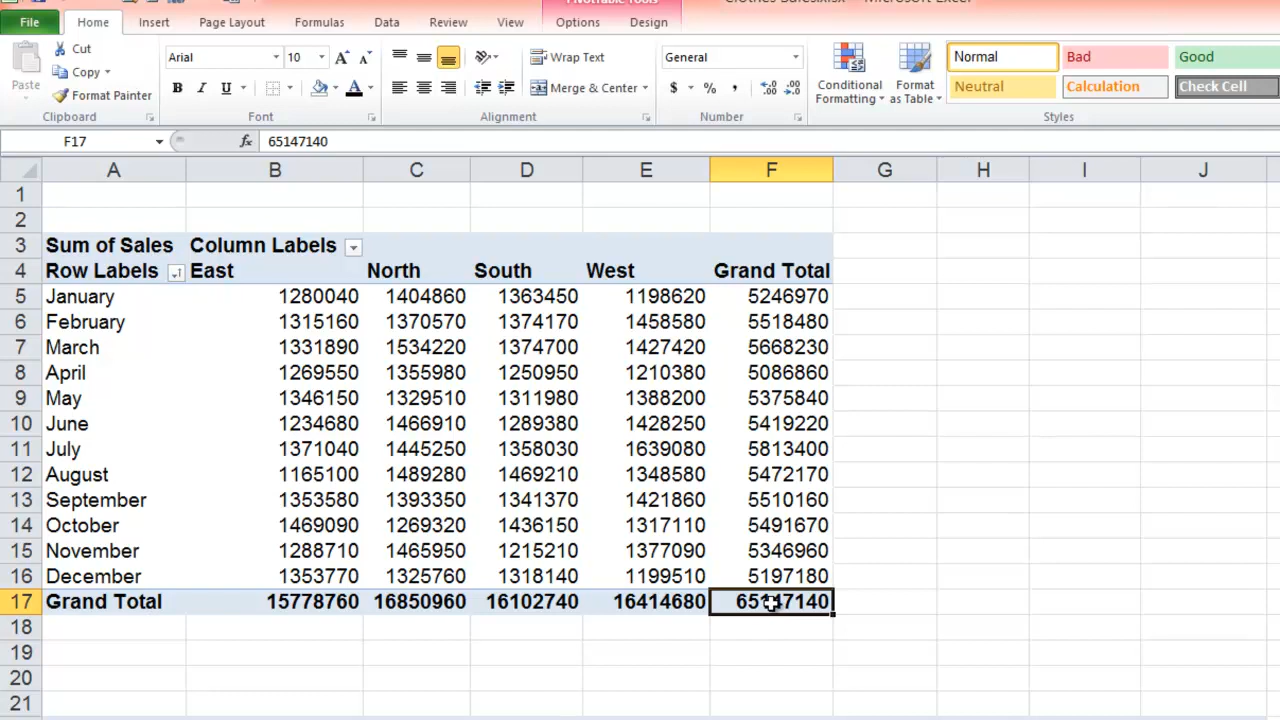 File Home Insert Page Layout Formulas Data Review View Options Design
Paste Cut Copy Format Painter Clipboard
Arial 10 A A B I U A Font
Wrap Text Merge & Center Alignment
General $ % , .0 .00 .00 .0 Number
Conditional Formatting Format as Table Normal Bad Good Neutral Calculation Check Cell Styles
F17 fx 65147140
A B C D E F G H I J
1
2
3 Sum of Sales Column Labels
4 Row Labels East North South West Grand Total
5 January 1280040 1404860 1363450 1198620 5246970
6 February 1315160 1370570 1374170 1458580 5518480
7 March 1331890 1534220 1374700 1427420 5668230
8 April 1269550 1355980 1250950 1210380 5086860
9 May 1346150 1329510 1311980 1388200 5375840
10 June 1234680 1466910 1289380 1428250 5419220
11 July 1371040 1445250 1358030 1639080 5813400
12 August 1165100 1489280 1469210 1348580 5472170
13 September 1353580 1393350 1341370 1421860 5510160
14 October 1469090 1269320 1436150 1317110 5491670
15 November 1288710 1465950 1215210 1377090 5346960
16 December 1353770 1325760 1318140 1199510 5197180
17 Grand Total 15778760 16850960 16102740 16414680 65147140
18
19
20
21